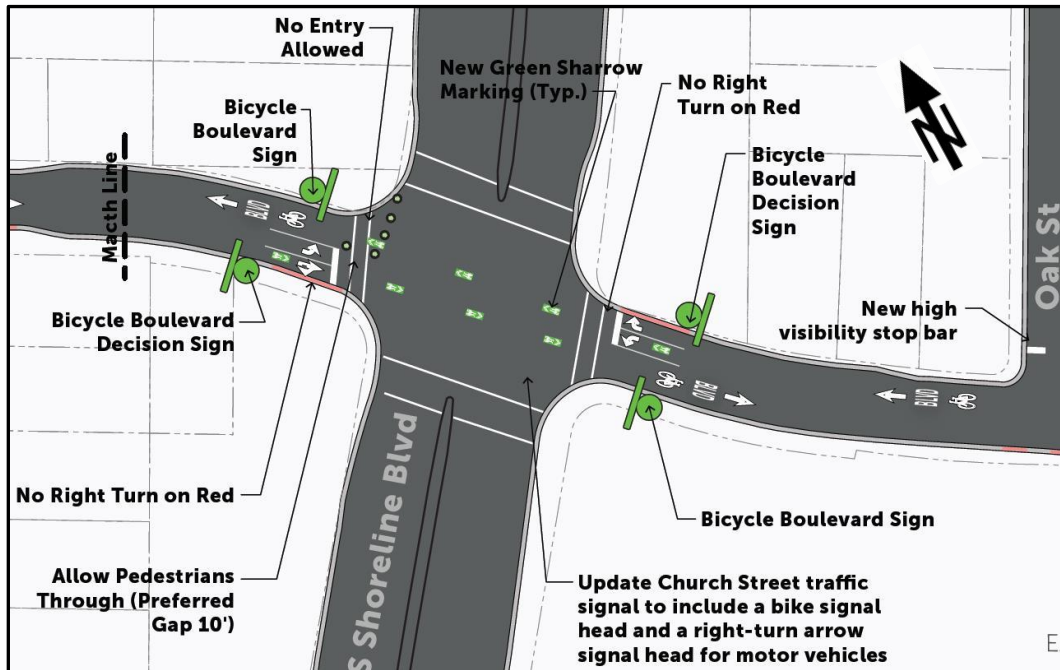 No Entry
Allowed
New Green Sharrow
Marking (Typ.)
No Right
Turn on Red
Bicycle
Boulevard
Sign
Bicycle
Boulevard
Decision
Sign
N
Macth Line
BLVD
Oak St
New high
visibility stop bar
Bicycle Boulevard
Decision Sign
BLVD
BLVD
No Right Turn on Red
Bicycle Boulevard Sign
S Shoreline Blvd
Allow Pedestrians
Through (Preferred
Gap 10')
Update Church Street traffic
signal to include a bike signal
head and a right-turn arrow
signal head for motor vehicles
E